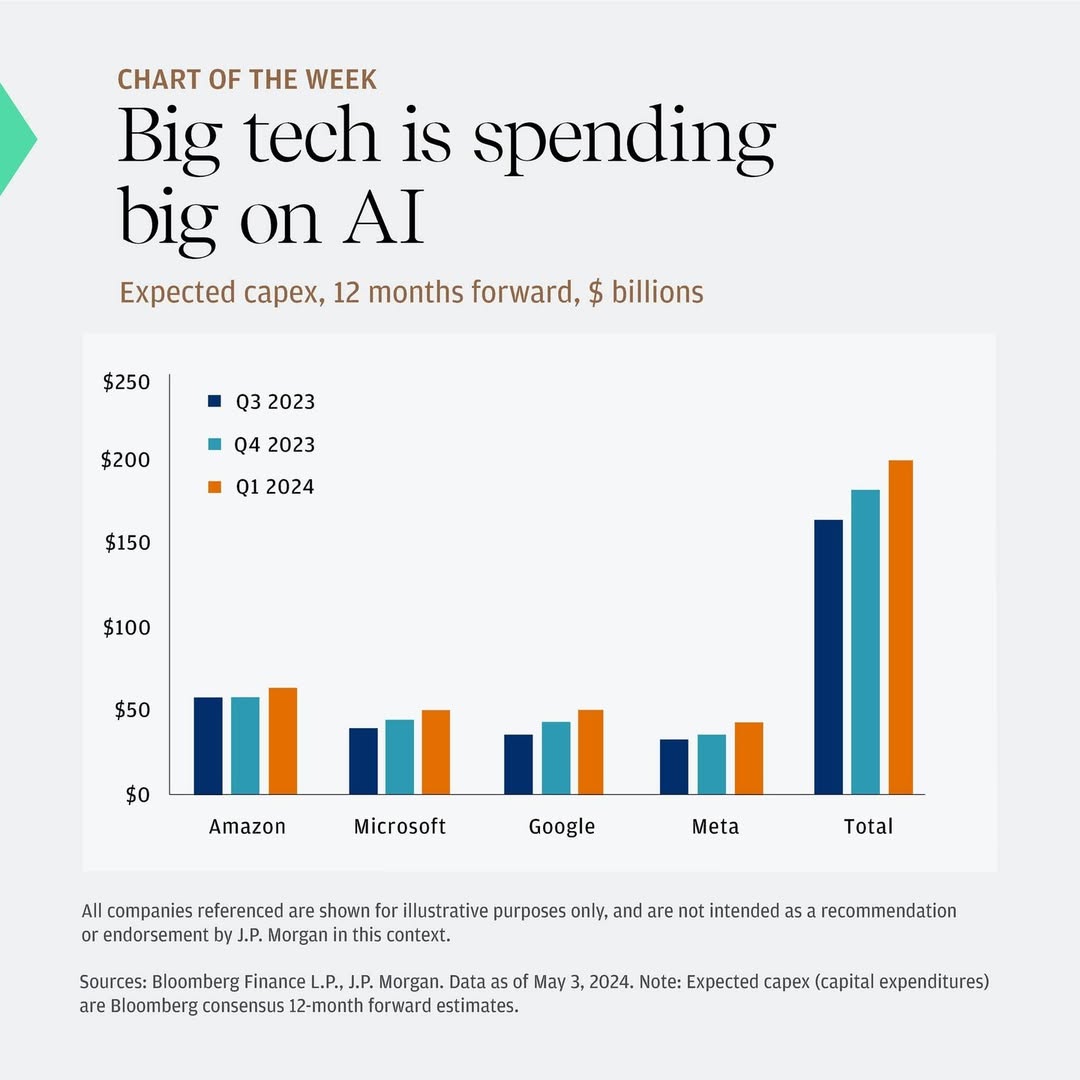 CHART OF THE WEEK
Big tech is spending
big on AI
Expected capex, 12 months forward, $ billions
$250
$200
$150
$100
$50
$0
Q3 2023
Q4 2023
Q1 2024
Amazon
Microsoft
Google
Meta
Total
All companies referenced are shown for illustrative purposes only, and are not intended as a recommendation
or endorsement by J.P. Morgan in this context.
Sources: Bloomberg Finance L.P., J.P. Morgan. Data as of May 3, 2024. Note: Expected capex (capital expenditures)
are Bloomberg consensus 12-month forward estimates.